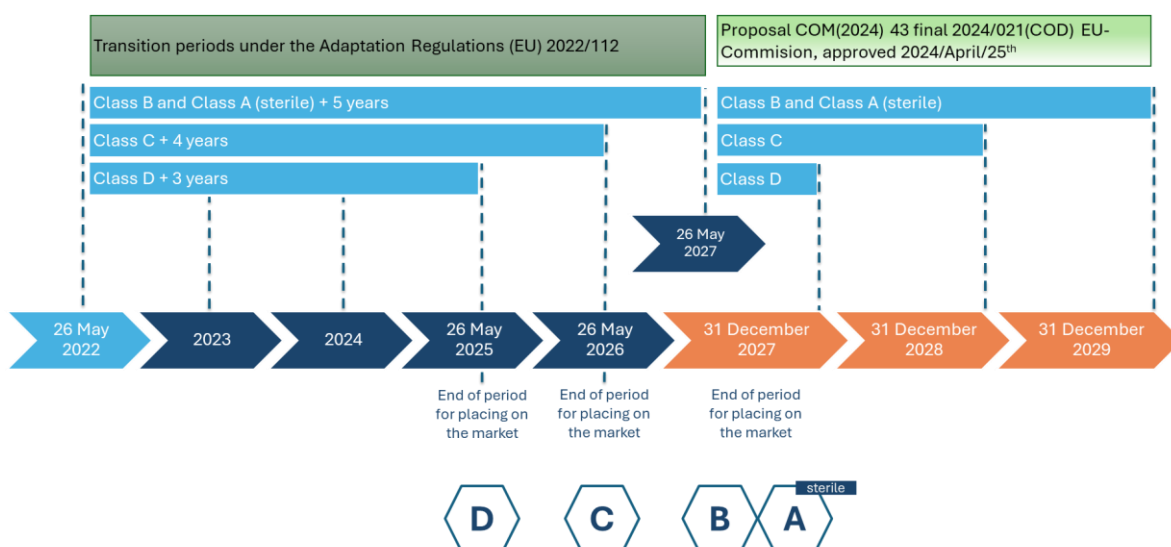 Transition periods under the Adaptation Regulations (EU) 2022/112
Proposal COM(2024) 43 final 2024/021(COD) EU-
Commision, approved 2024/April/25th
Class B and Class A (sterile) + 5 years
Class C + 4 years
Class D + 3 years
Class B and Class A (sterile)
Class C
Class D
26 May
2027
26 May
2022
2023
2024
26 May
2025
26 May
2026
31 December
2027
31 December
2028
31 December
2029
End of period
for placing on
the market
End of period
for placing on
the market
End of period
for placing on
the market
D
C
B
A
sterile